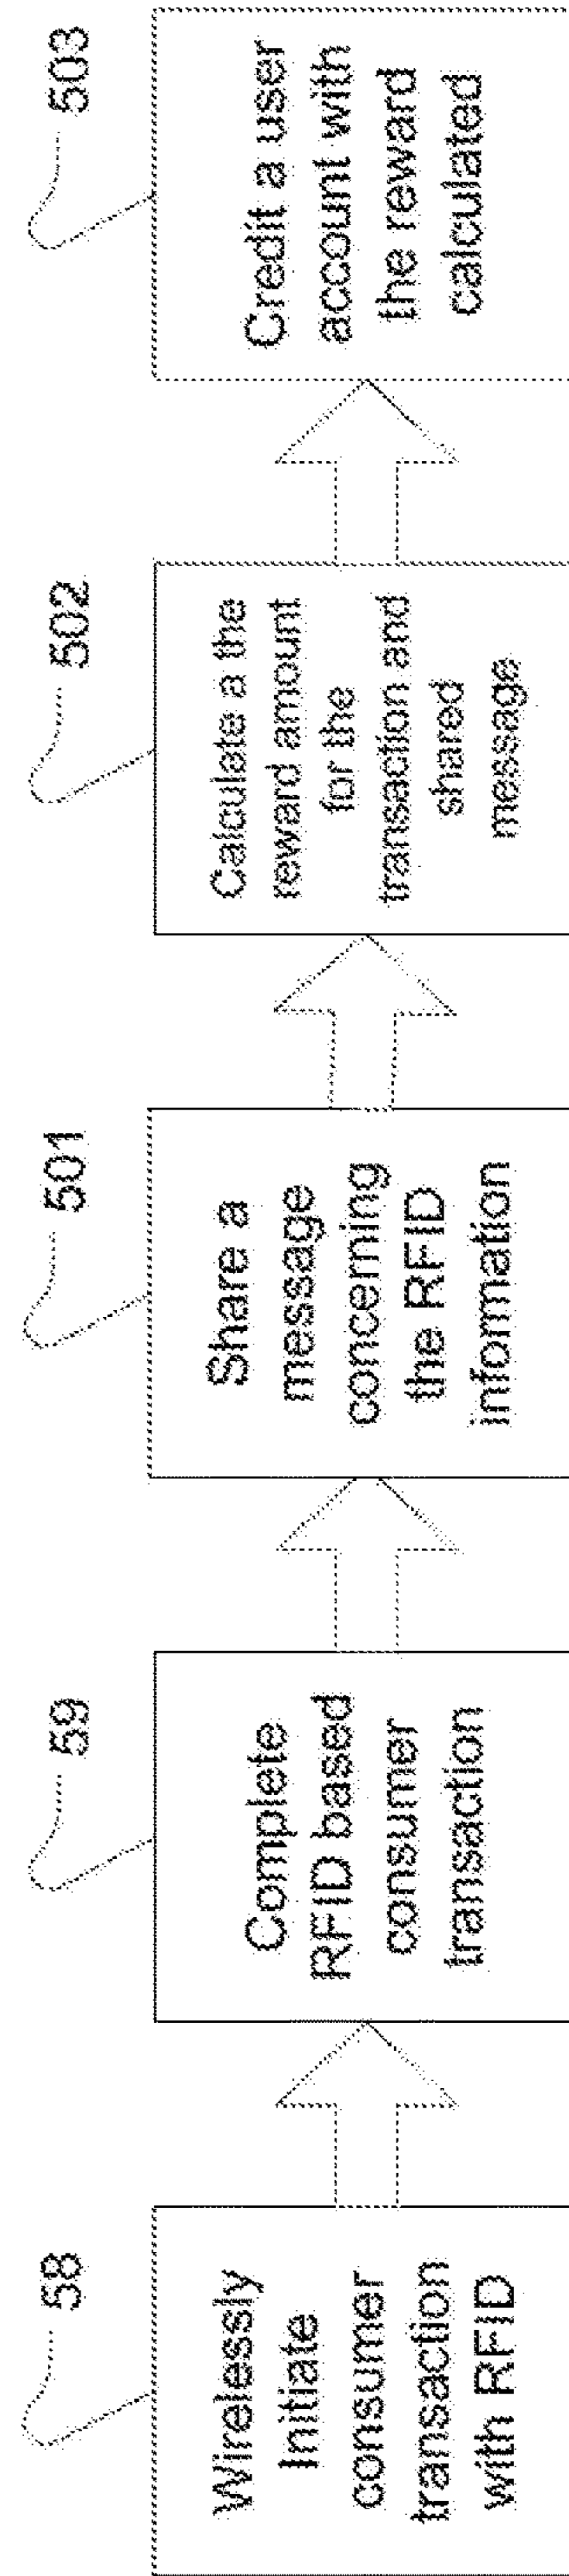 58
Wirelessly
Initiate
consumer
transaction
with RFID
59
Complete
RFID based
consumer
transaction
501
Share a
message
concerning
the RFID
information
502
Calculate a the
reward amount
for the
transaction and
shared
message
503
Credit a user
account with
the reward
calculated